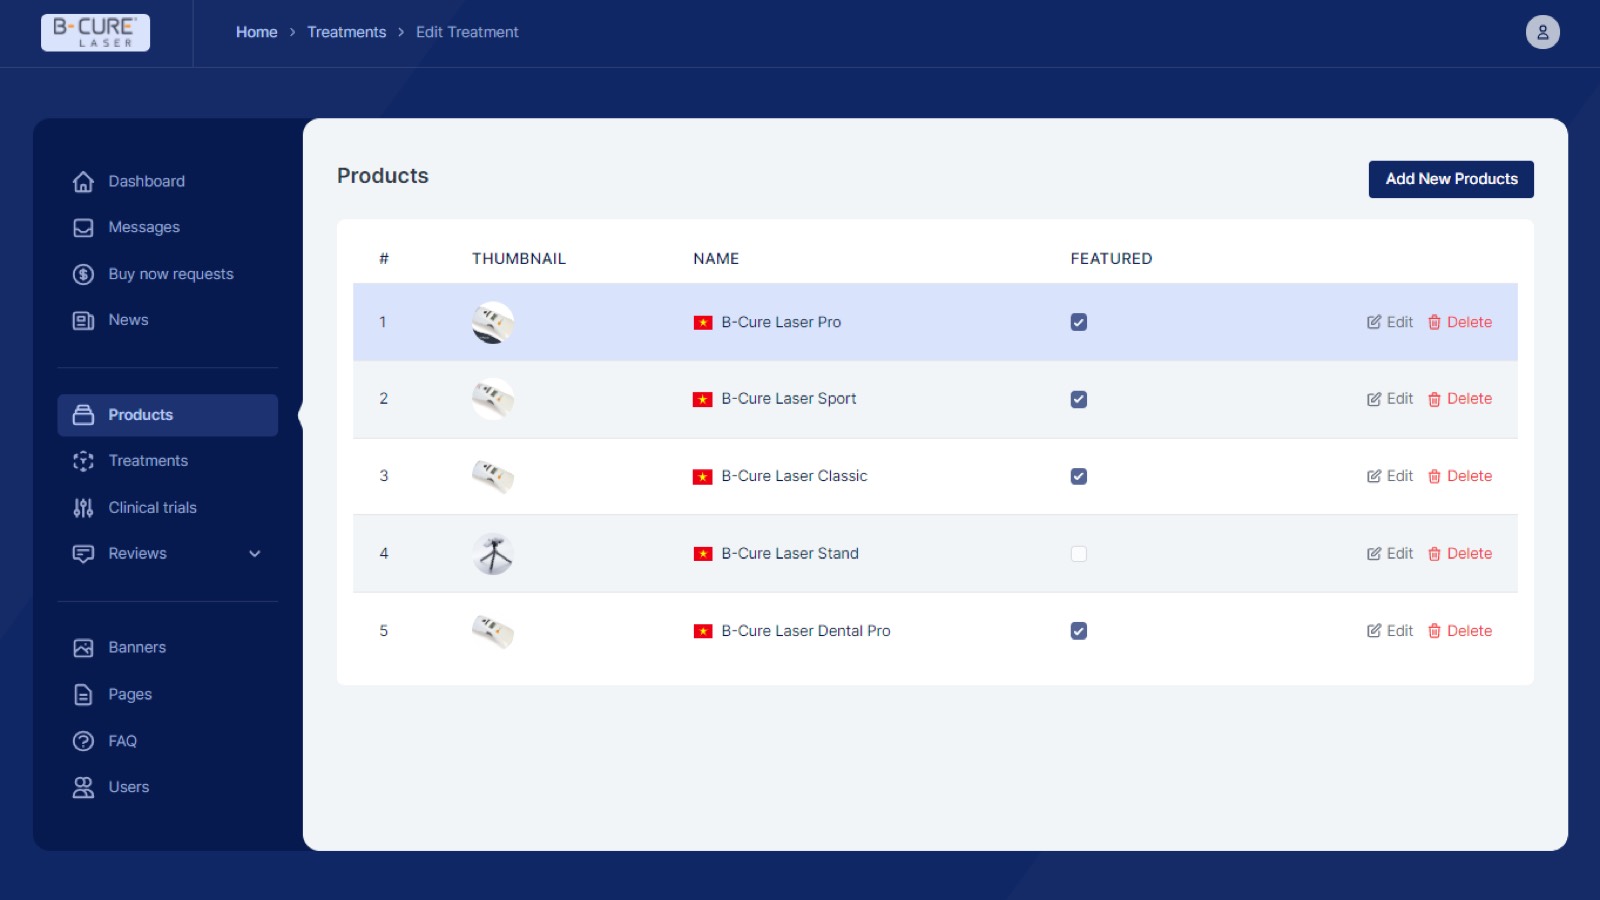 B-CURE
LASER
Home > Treatments > Edit Treatment
Dashboard
Messages
Buy now requests
News
Products
Treatments
Clinical trials
Reviews
Banners
Pages
FAQ
Users
Products
Add New Products
# THUMBNAIL NAME FEATURED
1 B-Cure Laser Pro Edit Delete
2 B-Cure Laser Sport Edit Delete
3 B-Cure Laser Classic Edit Delete
4 B-Cure Laser Stand Edit Delete
5 B-Cure Laser Dental Pro Edit Delete